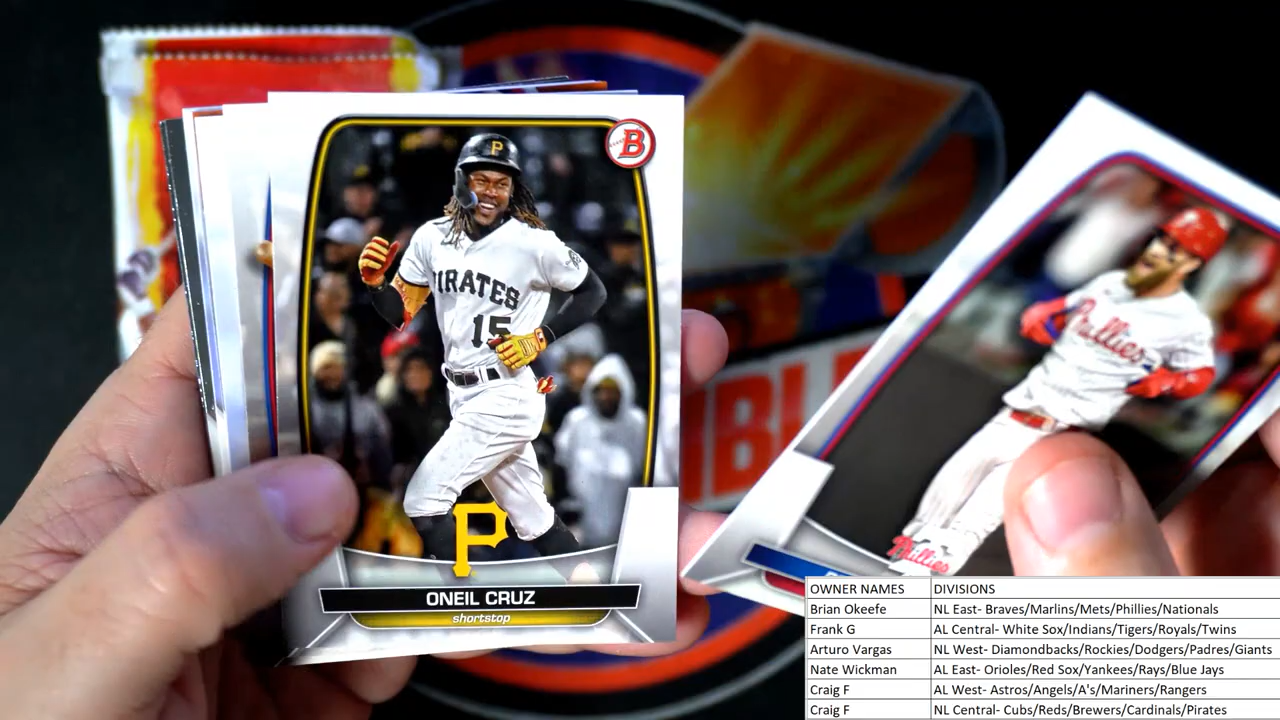 B
P
PIRATES
15
P
ONEIL CRUZ
shortstop
Phillies
Phillies
OWNER NAMES DIVISIONS
Brian Okeefe NL East- Braves/Marlins/Mets/Phillies/Nationals
Frank G AL Central- White Sox/Indians/Tigers/Royals/Twins
Arturo Vargas NL West- Diamondbacks/Rockies/Dodgers/Padres/Giants
Nate Wickman AL East- Orioles/Red Sox/Yankees/Rays/Blue Jays
Craig F AL West- Astros/Angels/A's/Mariners/Rangers
Craig F NL Central- Cubs/Reds/Brewers/Cardinals/Pirates